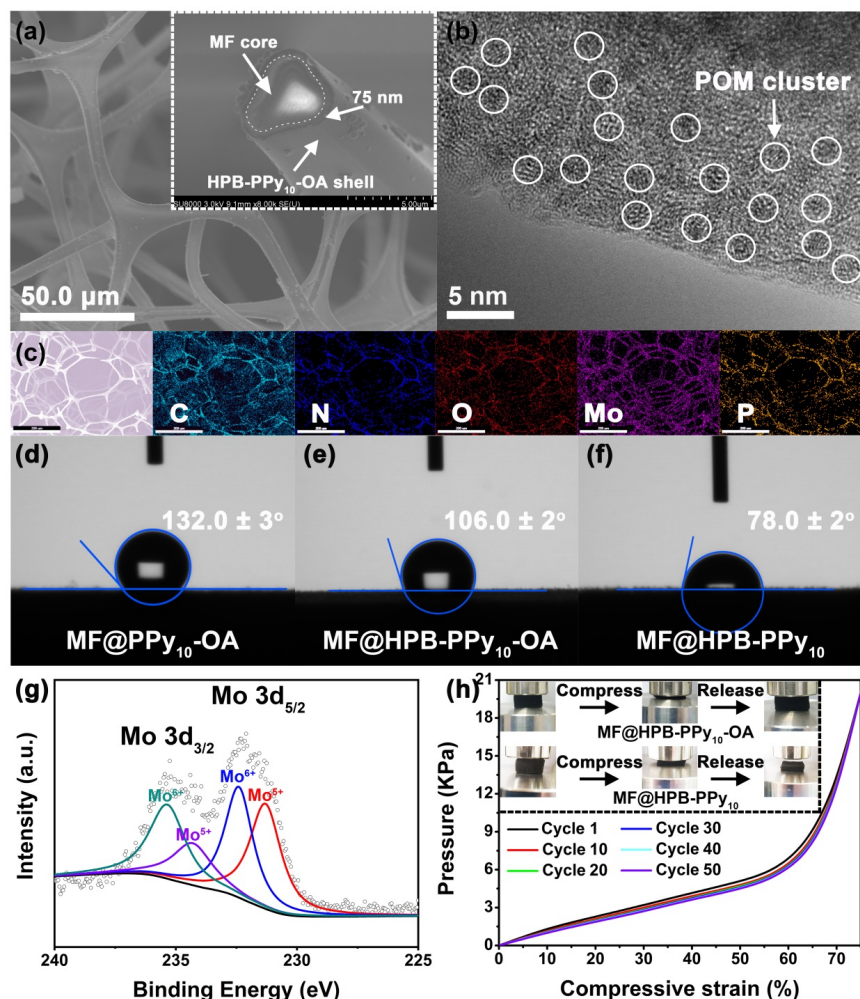 (a)
MF core
75 nm
HPB-PPy₁₀-OA shell
SU8000 3.0kV 9.1mm x8.00k SE(U)
5.00um
50.0 µm
(b)
POM cluster
5 nm
(c)
C
N
O
Mo
P
(d)
132.0 ± 3°
MF@PPy₁₀-OA
(e)
106.0 ± 2°
MF@HPB-PPy₁₀-OA
(f)
78.0 ± 2°
MF@HPB-PPy₁₀
(g)
Mo 3d₅/₂
Mo 3d₃/₂
Mo⁶⁺
Mo⁶⁺
Mo⁵⁺
Mo⁵⁺
Intensity (a.u.)
240
235
230
225
Binding Energy (eV)
(h)
Compress
Release
MF@HPB-PPy₁₀-OA
Compress
Release
MF@HPB-PPy₁₀
Cycle 1
Cycle 30
Cycle 10
Cycle 40
Cycle 20
Cycle 50
Pressure (KPa)
21
18
15
12
9
6
3
0
0
10
20
30
40
50
60
70
Compressive strain (%)